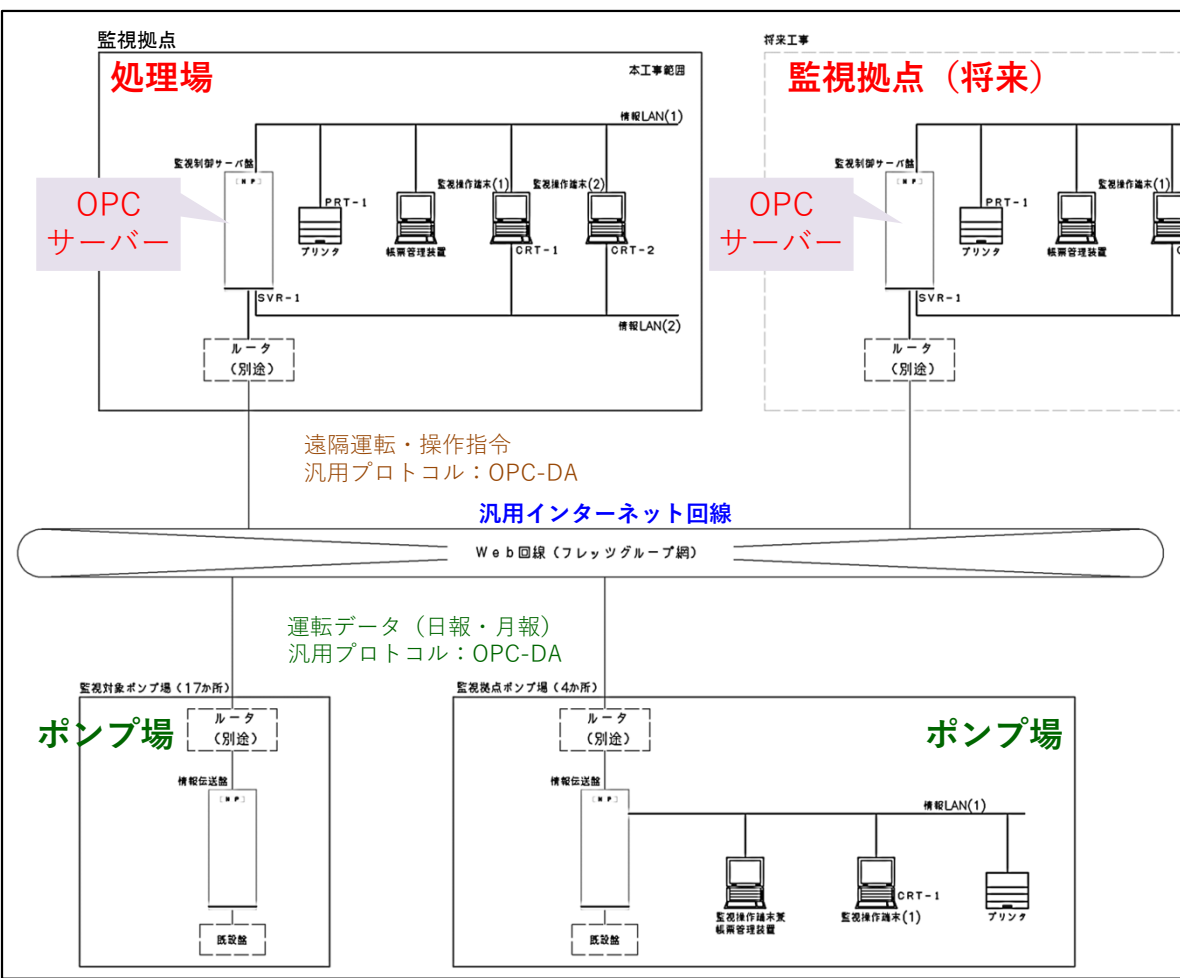 監視拠点
処理場
本工事範囲
情報LAN(1)
監視制御サーバ盤
[NP]
OPC
サーバー
PRT-1
プリンタ
帳票管理装置
監視操作端末(1)
CRT-1
監視操作端末(2)
CRT-2
SVR-1
情報LAN(2)
ルータ
(別途)
将来工事
監視拠点（将来）
監視制御サーバ盤
[NP]
OPC
サーバー
PRT-1
プリンタ
帳票管理装置
監視操作端末(1)
C
SVR-1
ルータ
(別途)
遠隔運転・操作指令
汎用プロトコル：OPC-DA
汎用インターネット回線
Web回線(フレッツグループ網)
運転データ（日報・月報）
汎用プロトコル：OPC-DA
監視対象ポンプ場(17か所)
ポンプ場
ルータ
(別途)
情報伝送盤
[NP]
既設盤
監視拠点ポンプ場(4か所)
ポンプ場
ルータ
(別途)
情報伝送盤
[NP]
情報LAN(1)
監視操作端末兼
帳票管理装置
CRT-1
監視操作端末(1)
プリンタ
既設盤